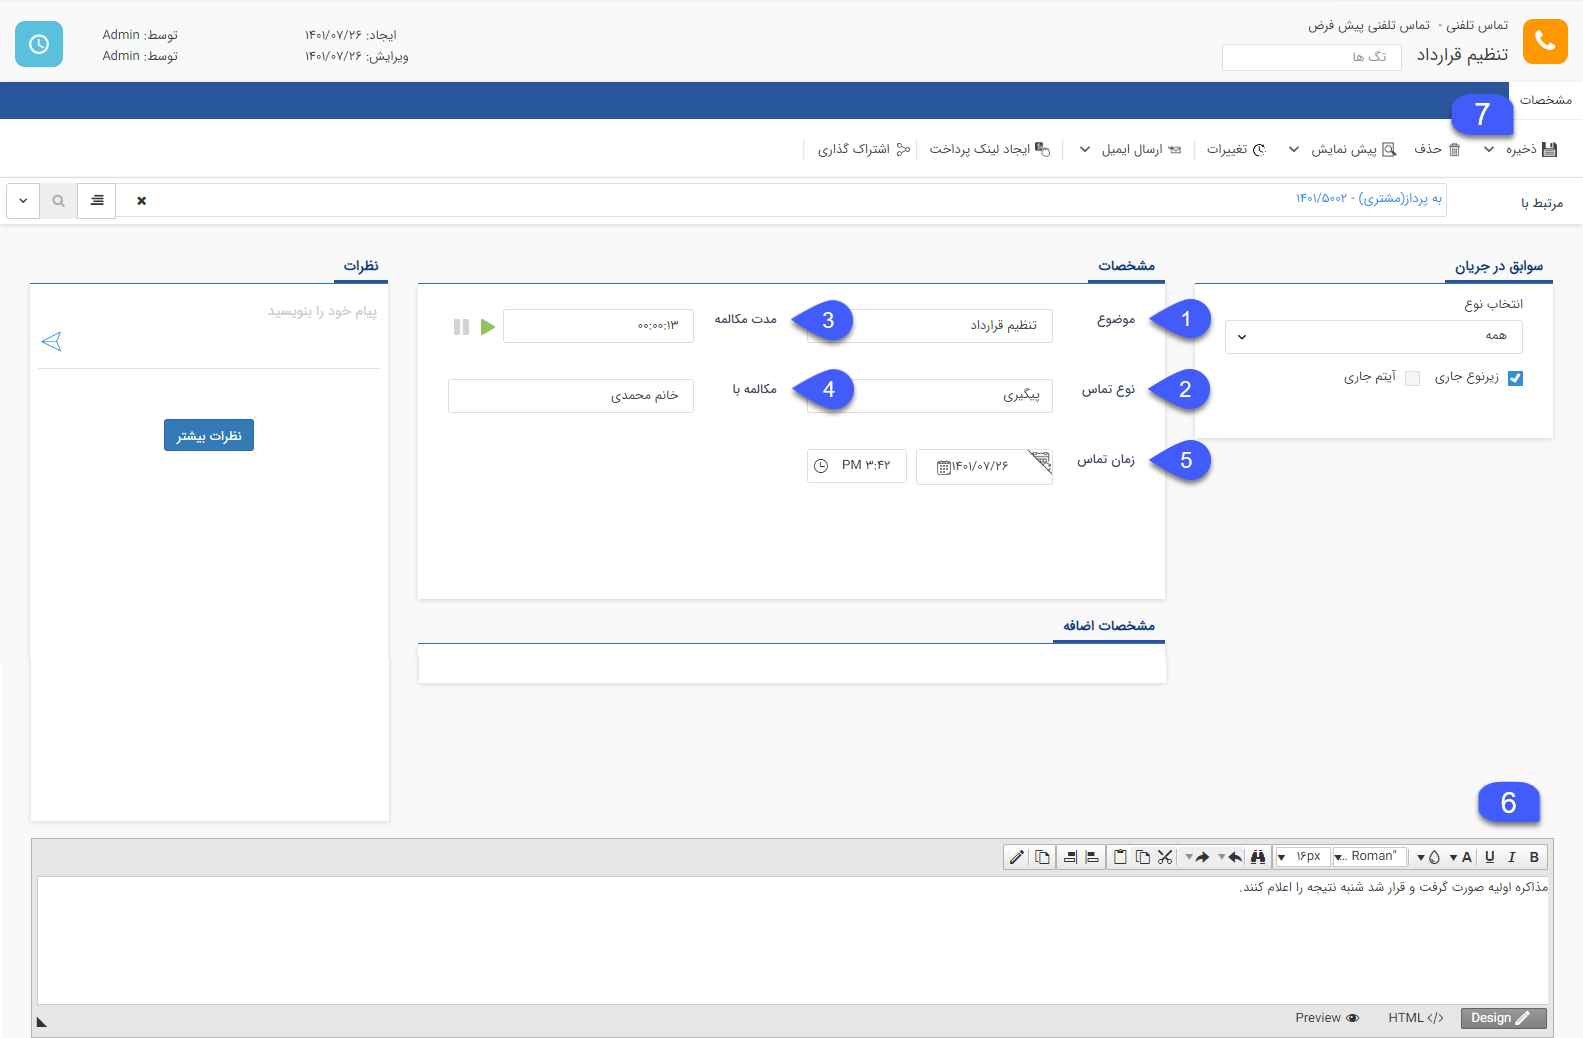 تماس تلفنی - تماس تلفنی پیش فرض
تنظیم قرارداد
تگ ها
ایجاد: ۱۴۰۱/۰۷/۲۶
توسط: Admin
ویرایش: ۱۴۰۱/۰۷/۲۶
توسط: Admin
مشخصات
7
ذخیره
حذف
پیش نمایش
تغییرات
ارسال ایمیل
ایجاد لینک پرداخت
اشتراک گذاری
مرتبط با
به پرداز(مشتری) - ۱۴۰۱/۵۰۰۲
سوابق در جریان
انتخاب نوع
همه
زیرنوع جاری
آیتم جاری
مشخصات
1
موضوع
تنظیم قرارداد
3
مدت مکالمه
۰۰:۰۰:۱۳
2
نوع تماس
پیگیری
4
مکالمه با
خانم محمدی
5
زمان تماس
۱۴۰۱/۰۷/۲۶
۳:۴۲ PM
مشخصات اضافه
نظرات
پیام خود را بنویسید
نظرات بیشتر
6
B I U A
Roman" ...
۱۶px
مذاکره اولیه صورت گرفت و قرار شد شنبه نتیجه را اعلام کنند.
Design
HTML
Preview